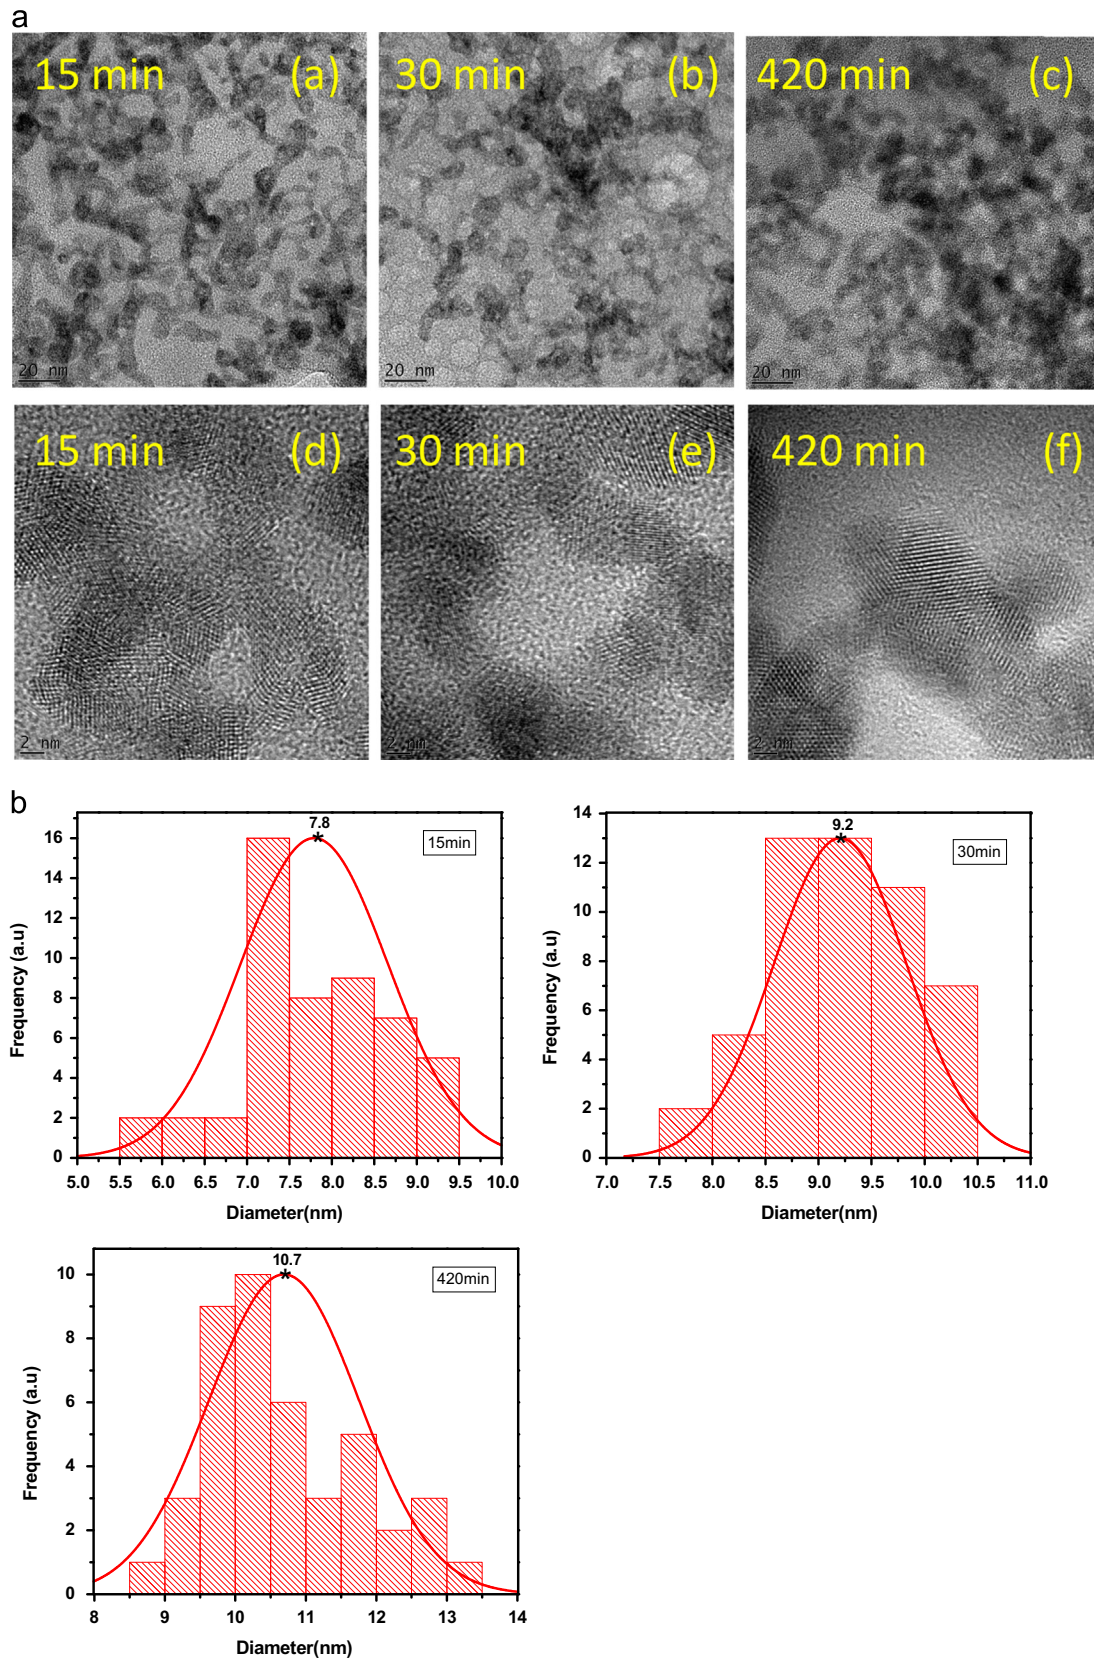 a
15 min (a) 30 min (b) 420 min (c)
20 nm 20 nm 20 nm
15 min (d) 30 min (e) 420 min (f)
2 nm 2 nm 2 nm
b
7.8
15min
16
14
12
10
8
6
4
2
0
Frequency (a.u)
5.0 5.5 6.0 6.5 7.0 7.5 8.0 8.5 9.0 9.5 10.0
Diameter(nm)
9.2
30min
14
12
10
8
6
4
2
0
Frequency (a.u)
7.0 7.5 8.0 8.5 9.0 9.5 10.0 10.5 11.0
Diameter(nm)
10.7
420min
10
8
6
4
2
0
Frequency (a.u)
8 9 10 11 12 13 14
Diameter(nm)